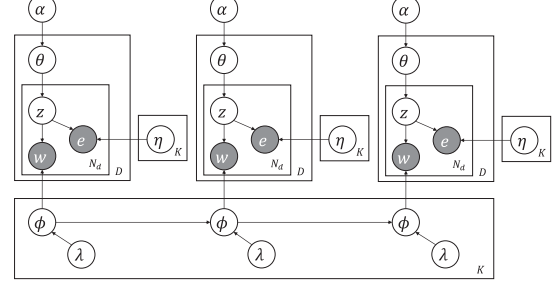 α α α
θ θ θ
z z z
e η e η e η
K K K
w N_d D w N_d D w N_d D
ϕ ϕ ϕ
λ λ λ
K